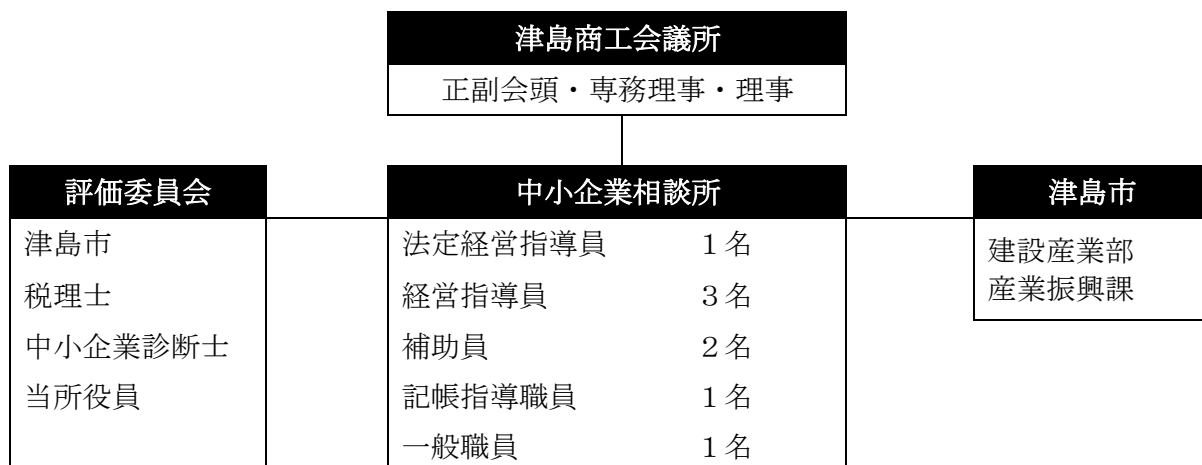 津島商工会議所
正副会頭・専務理事・理事
評価委員会
津島市
税理士
中小企業診断士
当所役員
中小企業相談所
法定経営指導員 1名
経営指導員 3名
補助員 2名
記帳指導職員 1名
一般職員 1名
津島市
建設産業部
産業振興課